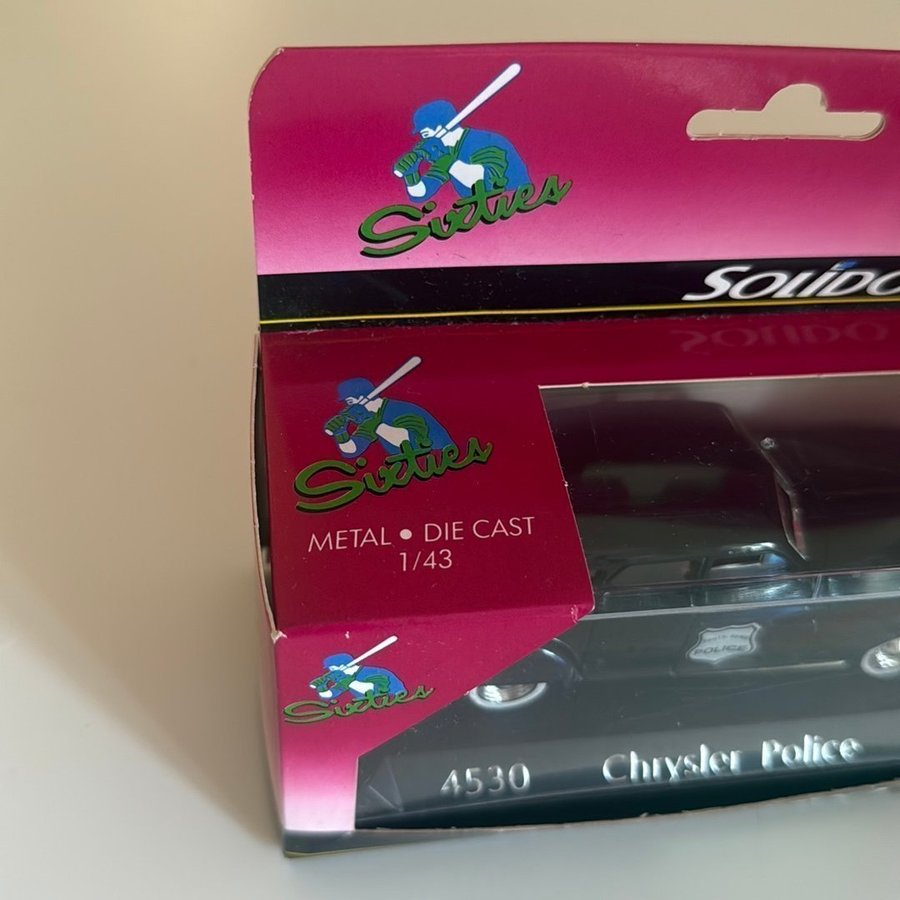 Sixties
SOLIDO
Sixties
METAL • DIE CAST
1/43
POLICE
Sixties
4530 Chrysler Police